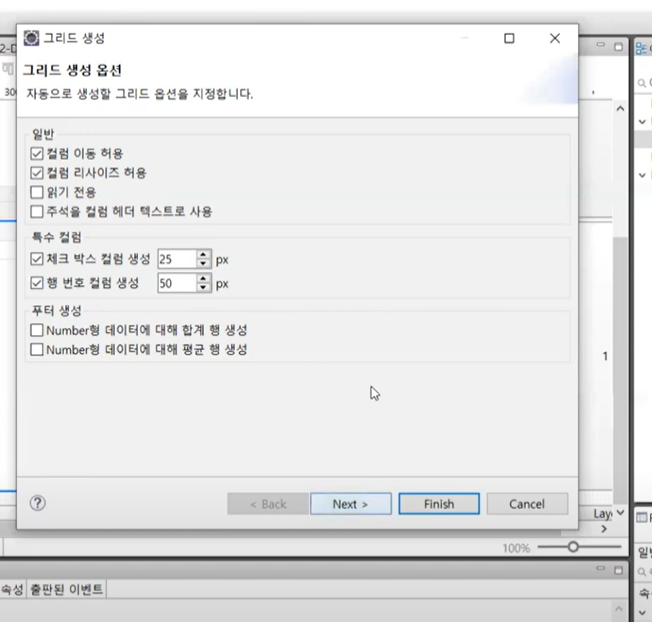 그리드 생성
그리드 생성 옵션
자동으로 생성할 그리드 옵션을 지정합니다.
일반
컬럼 이동 허용
컬럼 리사이즈 허용
읽기 전용
주석을 컬럼 헤더 텍스트로 사용
특수 컬럼
체크 박스 컬럼 생성 25 px
행 번호 컬럼 생성 50 px
푸터 생성
Number형 데이터에 대해 합계 행 생성
Number형 데이터에 대해 평균 행 생성
1
? < Back Next > Finish Cancel
Lay
100%
속성 출판된 이벤트
일반
속